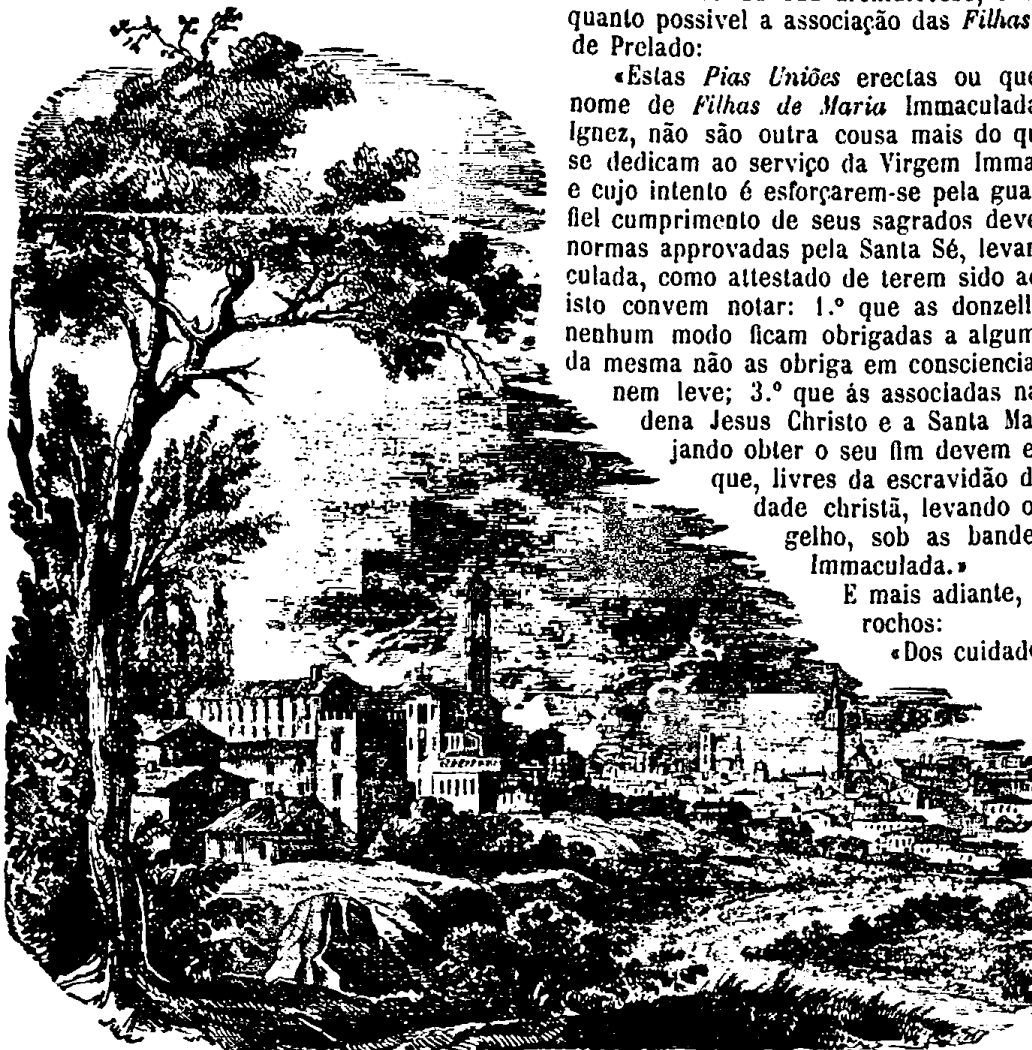 quanto possivel a associação das Filhas
de Prelado:
«Estas Pias Uniões erectas ou que
nome de Filhas de Maria Immaculada
Ignez, não são outra cousa mais do qu
se dedicam ao serviço da Virgem Imma
e cujo intento é esforçarem-se pela gua
fiel cumprimento de seus sagrados deve
normas approvadas pela Santa Sé, levan
culada, como attestado de terem sido ac
isto convem notar: 1.º que as donzella
nenhum modo ficam obrigadas a algum
da mesma não as obriga em consciencia
nem leve; 3.º que ás associadas na
dena Jesus Christo e a Santa Ma
jando obter o seu fim devem e
que, livres da escravidão d
dade christã, levando o
gelho, sob as bande
Immaculada.»
E mais adiante,
rochos:
«Dos cuidad